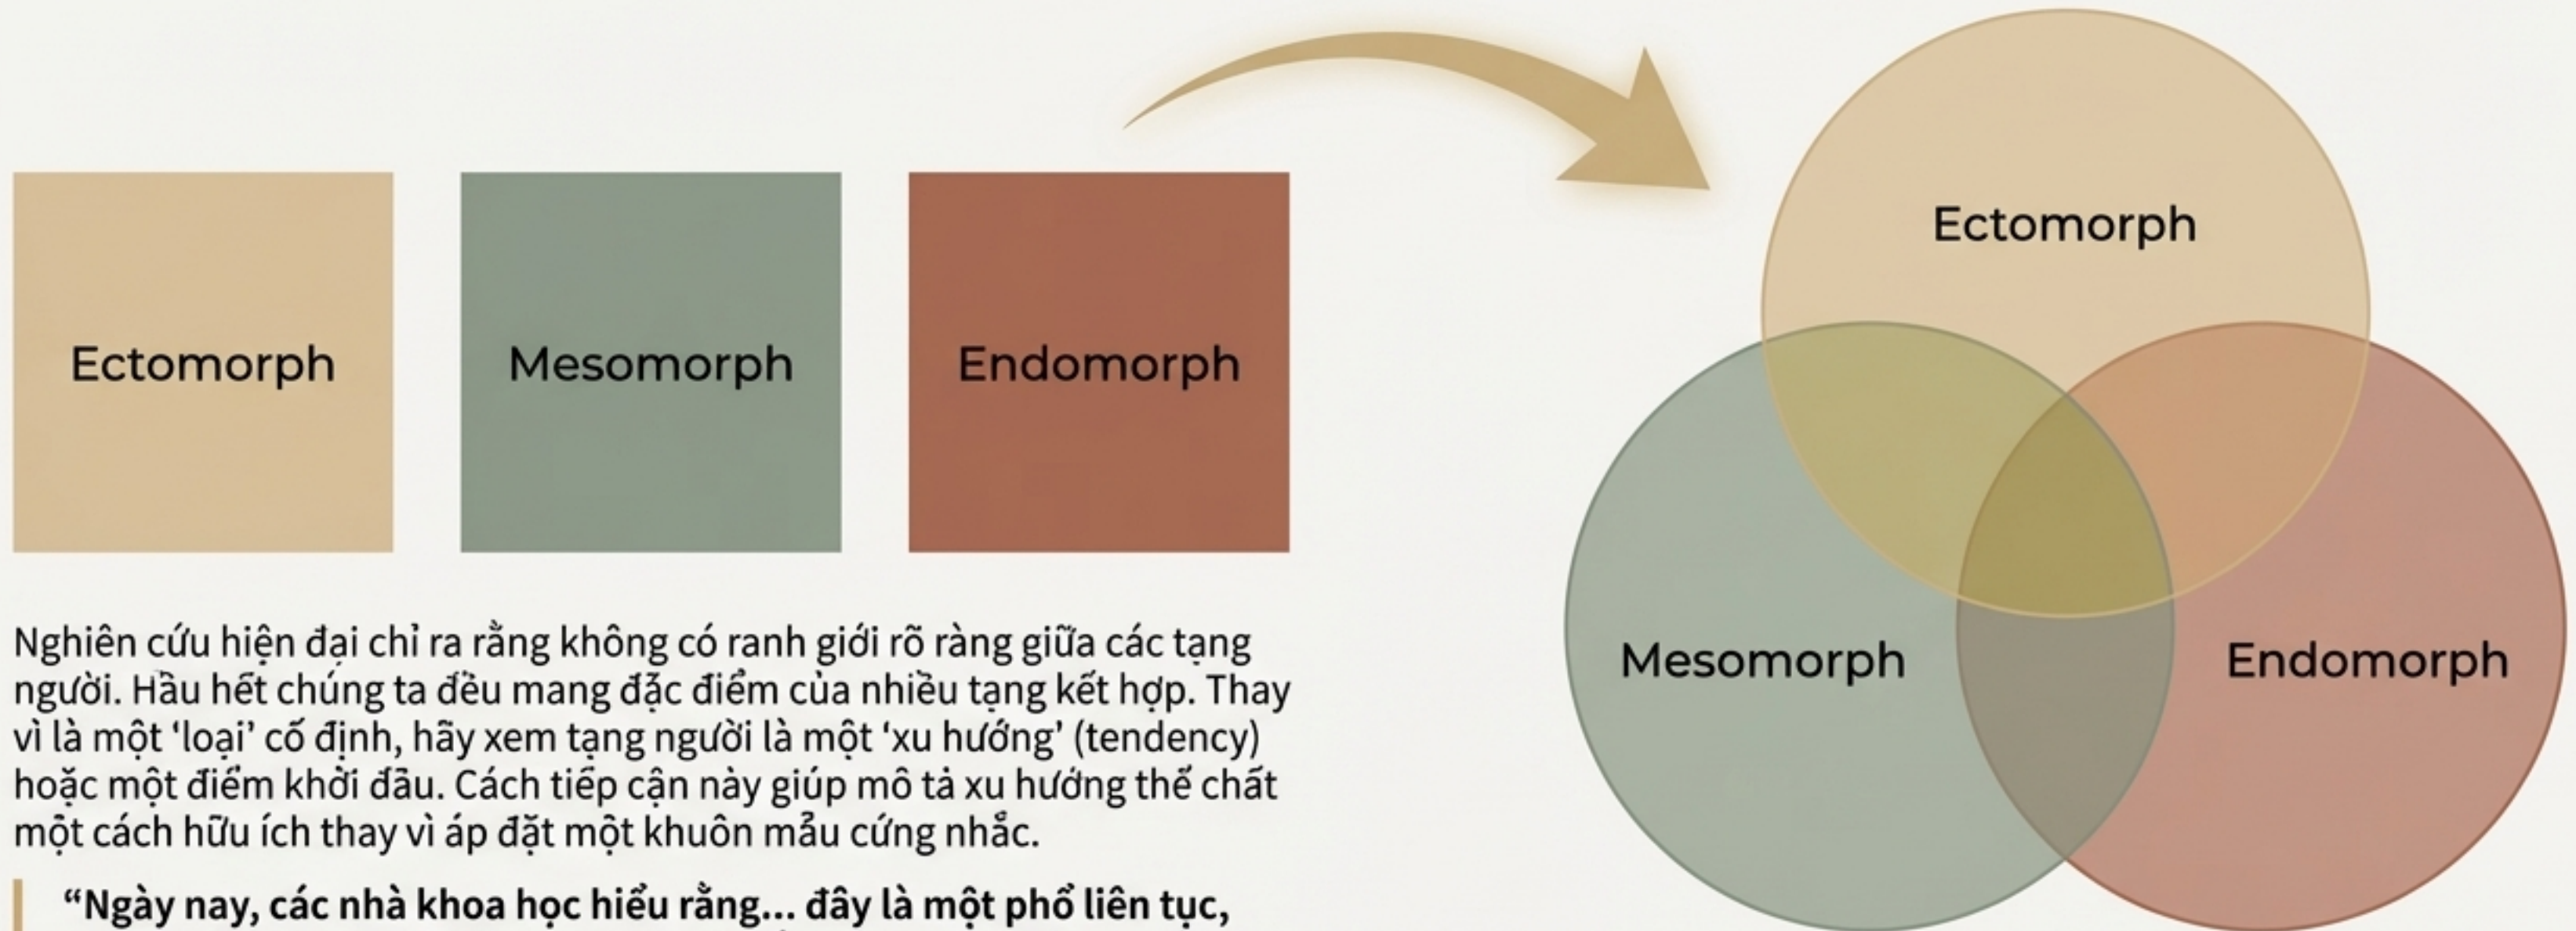 Ectomorph
Mesomorph
Endomorph
Nghiên cứu hiện đại chỉ ra rằng không có ranh giới rõ ràng giữa các tạng
người. Hầu hết chúng ta đều mang đặc điểm của nhiều tạng kết hợp. Thay
vì là một ‘loại’ cố định, hãy xem tạng người là một ‘xu hướng’ (tendency)
hoặc một điểm khởi đầu. Cách tiếp cận này giúp mô tả xu hướng thể chất
một cách hữu ích thay vì áp đặt một khuôn mẫu cứng nhắc.
“Ngày nay, các nhà khoa học hiểu rằng... đây là một phổ liên tục,
Ectomorph
Mesomorph
Endomorph